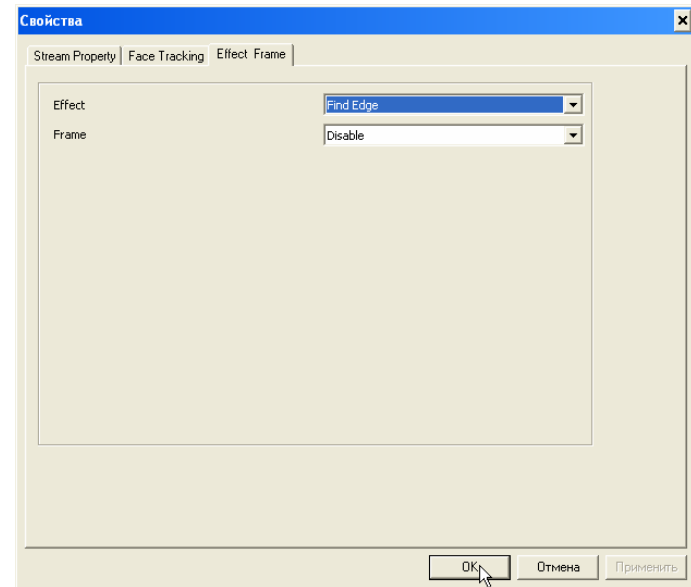 Свойства
Stream Property Face Tracking Effect Frame
Effect Find Edge
Frame Disable
OK Отмена Применить